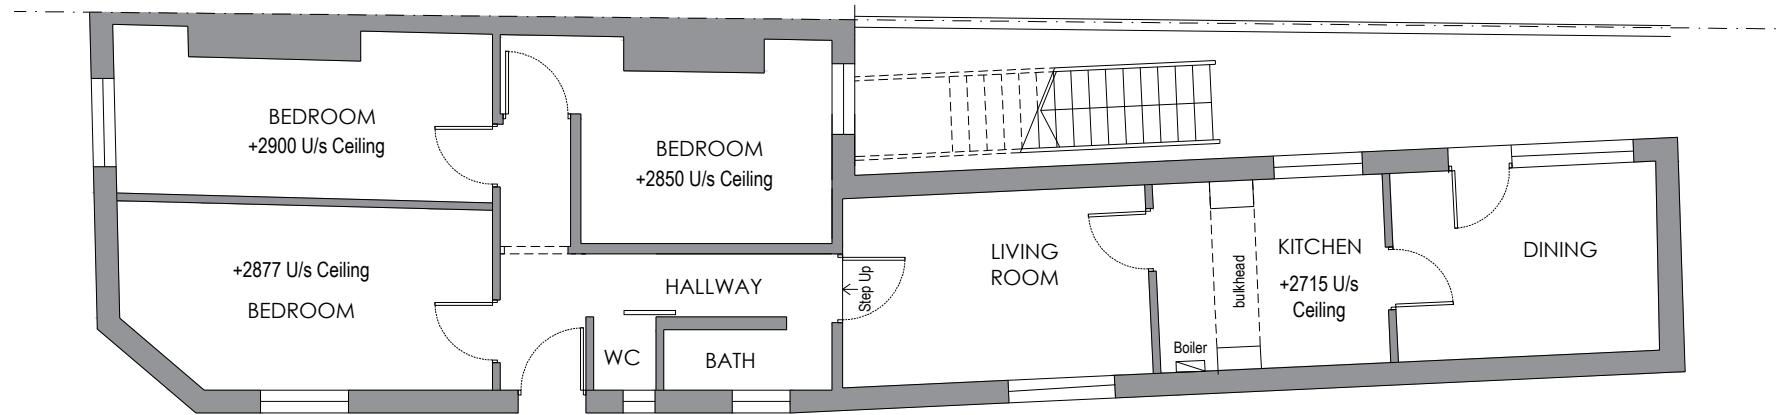 BEDROOM
+2900 U/s Ceiling
BEDROOM
+2850 U/s Ceiling
+2877 U/s Ceiling
BEDROOM
HALLWAY
WC
BATH
Step Up
LIVING
ROOM
bulkhead
Boiler
KITCHEN
+2715 U/s
Ceiling
DINING